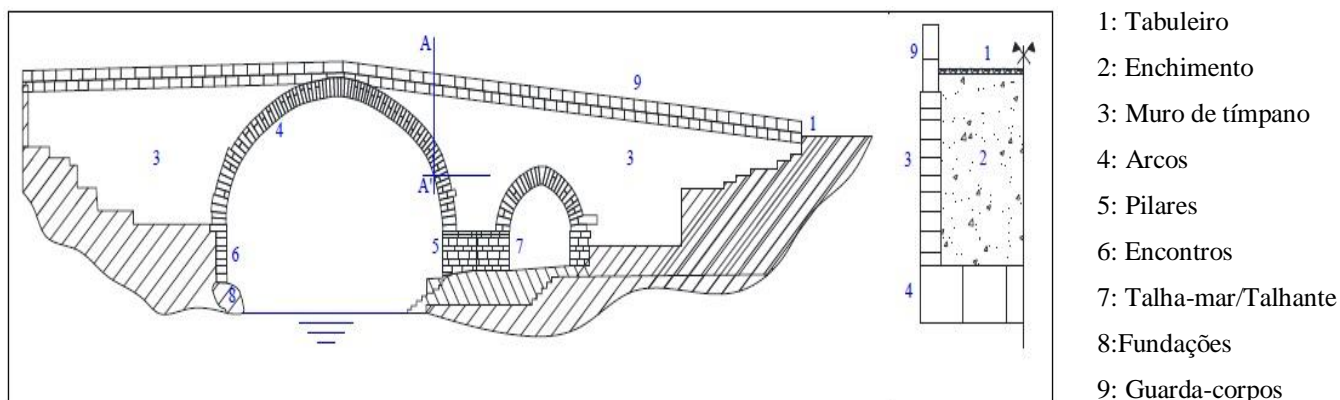 A
9
1
4
3
3
A'
6
5
7
8
9
1
3
2
4
1: Tabuleiro
2: Enchimento
3: Muro de tímpano
4: Arcos
5: Pilares
6: Encontros
7: Talha-mar/Talhante
8:Fundações
9: Guarda-corpos